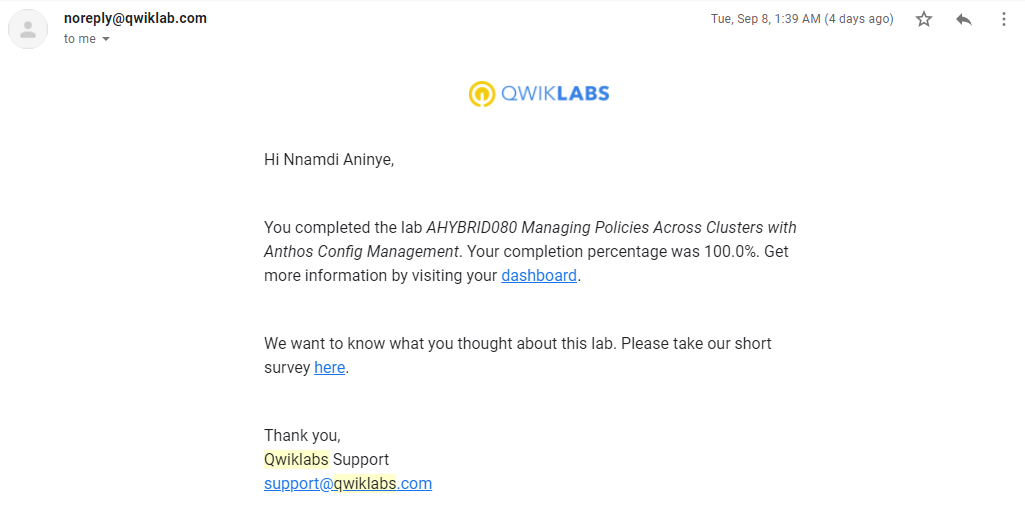 noreply@qwiklab.com
Tue, Sep 8, 1:39 AM (4 days ago)
to me
QWIKLABS
Hi Nnamdi Aninye,
You completed the lab AHYBRID080 Managing Policies Across Clusters with
Anthos Config Management. Your completion percentage was 100.0%. Get
more information by visiting your dashboard.
We want to know what you thought about this lab. Please take our short
survey here.
Thank you,
Qwiklabs Support
support@qwiklabs.com